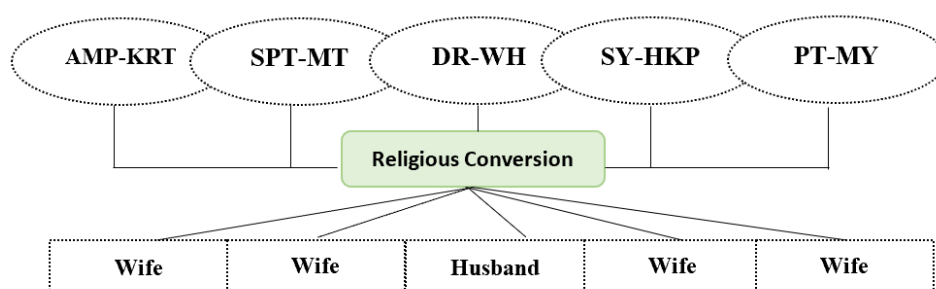 AMP-KRT SPT-MT DR-WH SY-HKP PT-MY
Religious Conversion
Wife Wife Husband Wife Wife